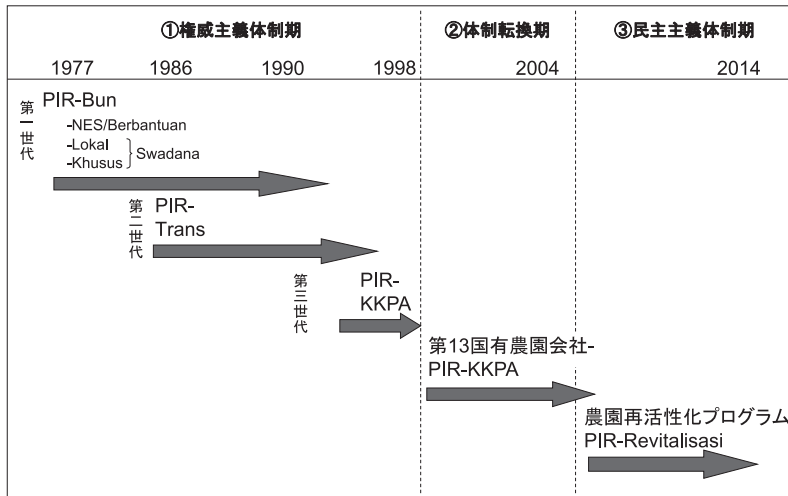 ①権威主義体制期 ②体制転換期 ③民主主義体制期
1977 1986 1990 1998 2004 2014
第一世代
PIR-Bun
-NES/Berbantuan
-Lokal
-Khusus
Swadana
第二世代
PIR-
Trans
第三世代
PIR-
KKPA
第13国有農園会社-
PIR-KKPA
農園再活性化プログラム
PIR-Revitalisasi